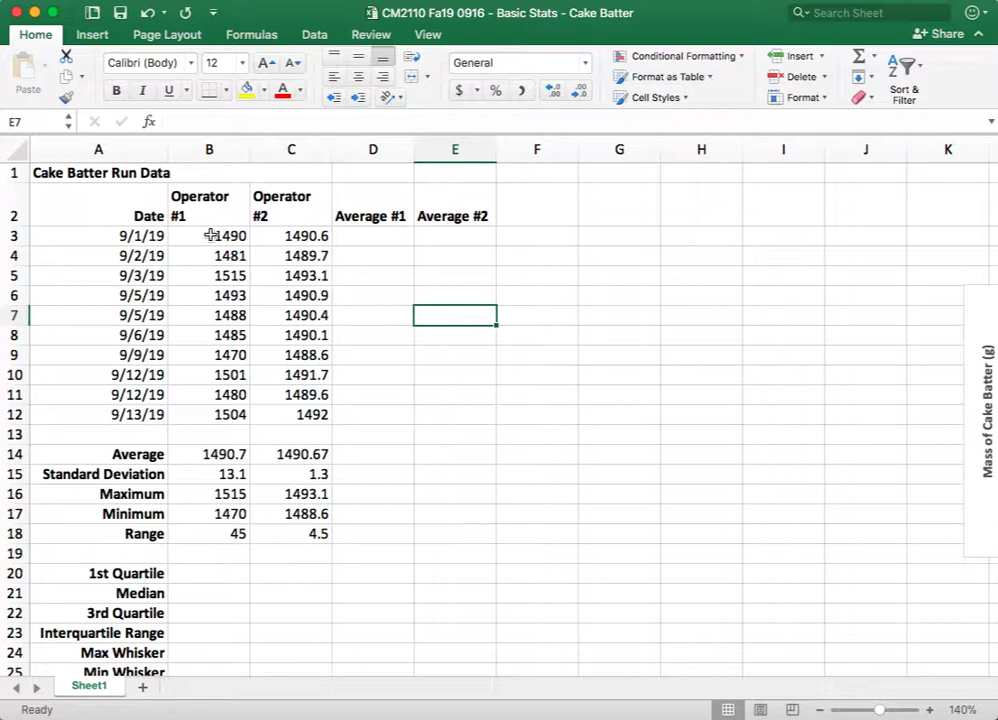 CM2110 Fa19 0916 - Basic Stats - Cake Batter
Search Sheet
Home Insert Page Layout Formulas Data Review View
Share
Paste
Calibri (Body) 12 A A
General
Conditional Formatting
Format as Table
Cell Styles
Insert
Delete
Format
Sort &
Filter
B I U A
$ %
E7 fx
A B C D E F G H I J K
1 Cake Batter Run Data
2 Date Operator #1 Operator #2 Average #1 Average #2
3 9/1/19 1490 1490.6
4 9/2/19 1481 1489.7
5 9/3/19 1515 1493.1
6 9/5/19 1493 1490.9
7 9/5/19 1488 1490.4
8 9/6/19 1485 1490.1
9 9/9/19 1470 1488.6
10 9/12/19 1501 1491.7
11 9/12/19 1480 1489.6
12 9/13/19 1504 1492
13
14 Average 1490.7 1490.67
15 Standard Deviation 13.1 1.3
16 Maximum 1515 1493.1
17 Minimum 1470 1488.6
18 Range 45 4.5
19
20 1st Quartile
21 Median
22 3rd Quartile
23 Interquartile Range
24 Max Whisker
25 Min Whisker
Mass of Cake Batter (g)
Sheet1
Ready
140%